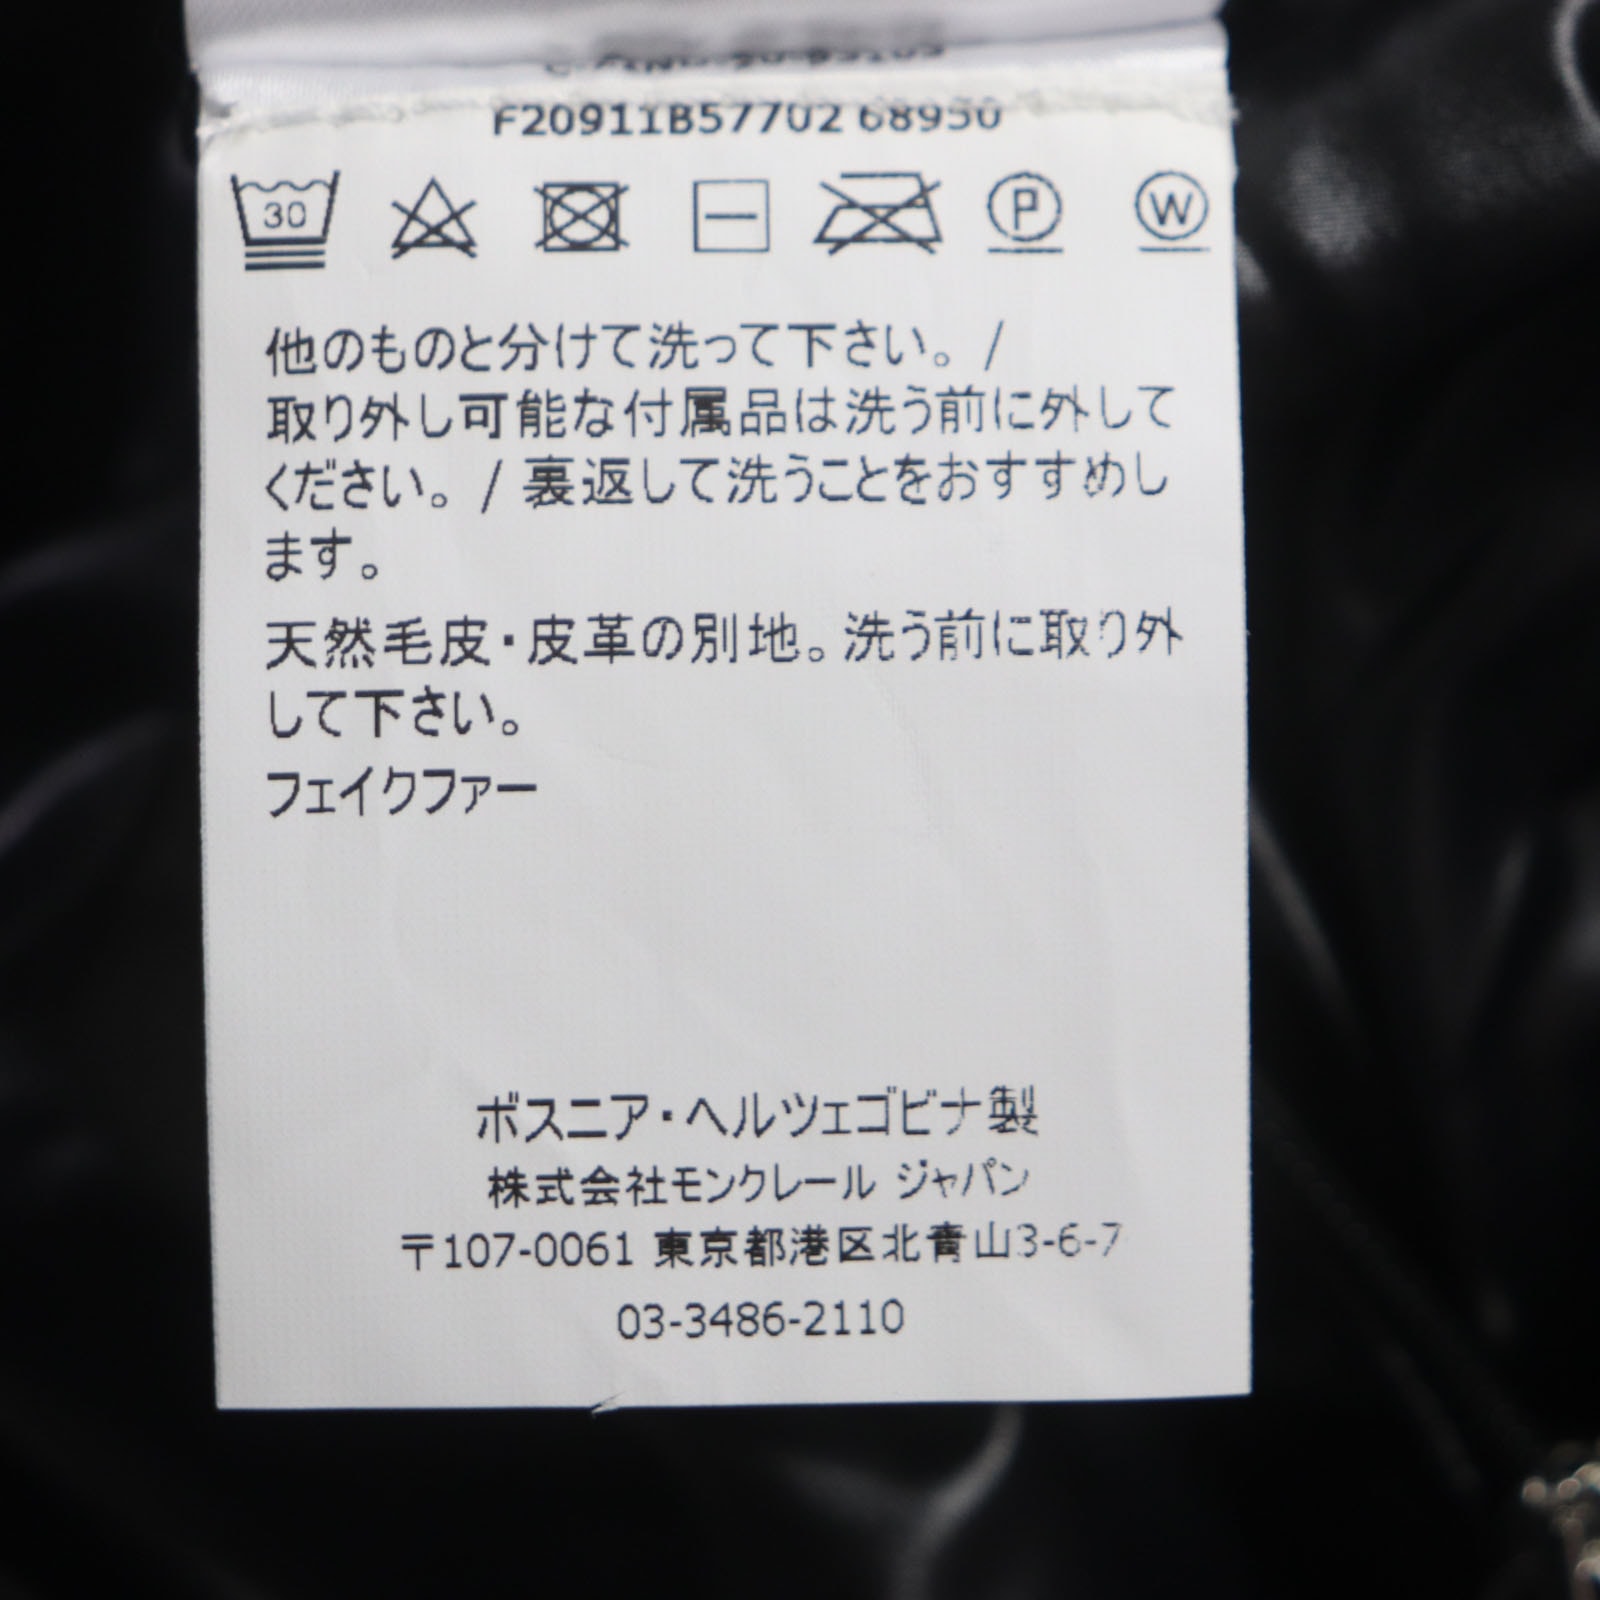 F20911B57702 68950
30 P W
他のものと分けて洗って下さい。/
取り外し可能な付属品は洗う前に外して
ください。/ 裏返して洗うことをおすすめし
ます。
天然毛皮・皮革の別地。洗う前に取り外
して下さい。
フェイクファー
ボスニア・ヘルツェゴビナ製
株式会社モンクレール ジャパン
〒107-0061 東京都港区北青山3-6-7
03-3486-2110